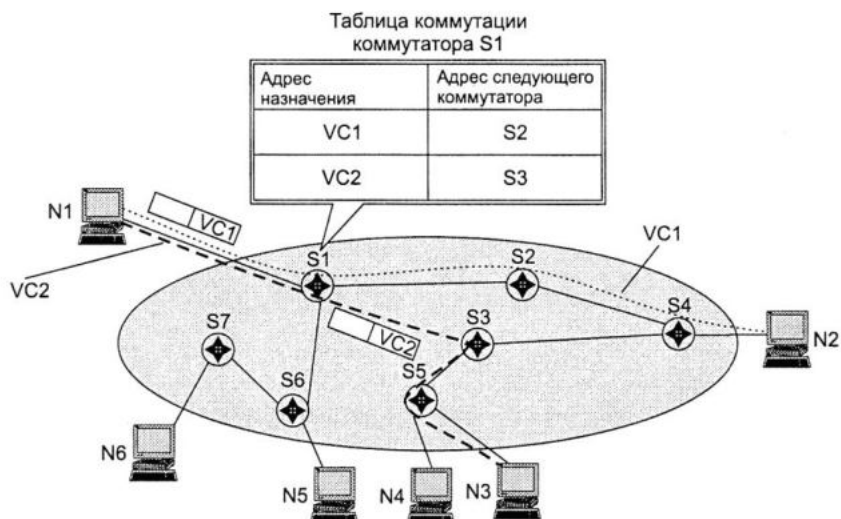 Таблица коммутации
коммутатора S1
Адрес
назначения
Адрес следующего
коммутатора
VC1
S2
VC2
S3
N1
VC1
VC2
S1
S2
VC1
S7
S3
S4
VC2
N2
S6
S5
N6
N5
N4
N3